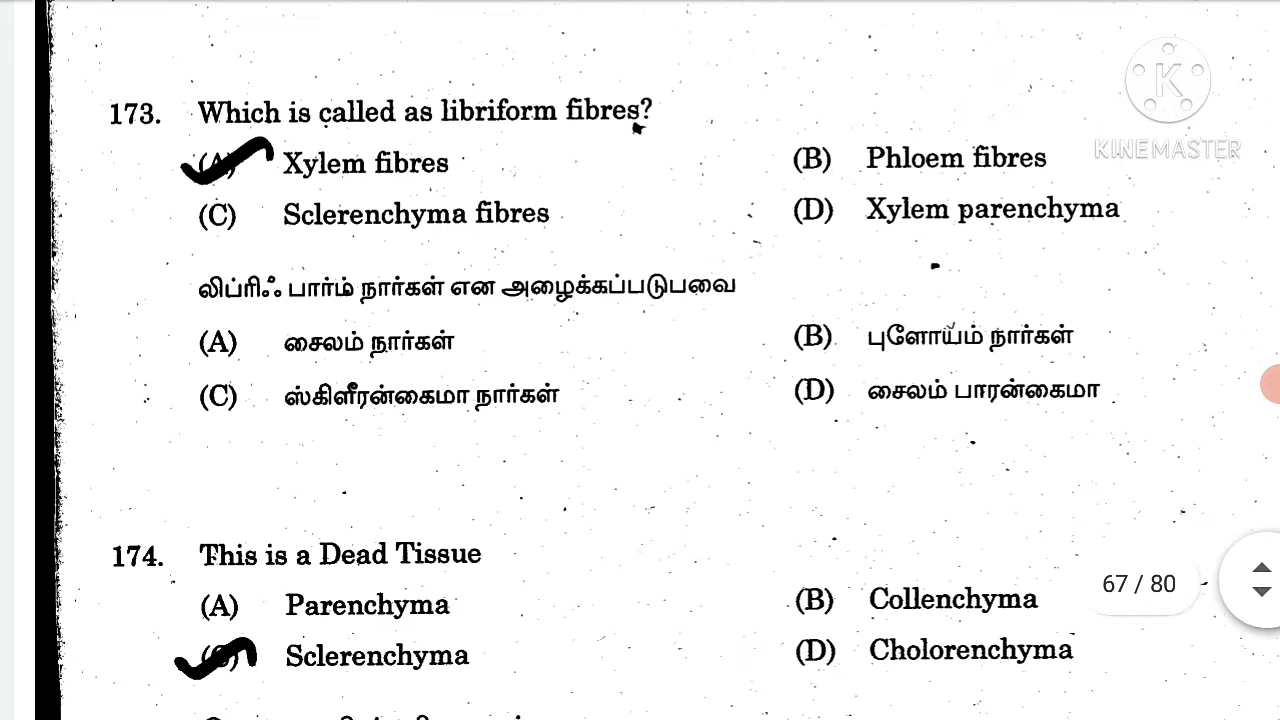 173. Which is called as libriform fibres?
(A) Xylem fibres (B) Phloem fibres
(C) Sclerenchyma fibres (D) Xylem parenchyma
KINEMASTER
லிப்ரிஃபார்ம் நார்கள் என அழைக்கப்படுபவை
(A) சைலம் நார்கள் (B) புளோயம் நார்கள்
(C) ஸ்கிளீரன்கைமா நார்கள் (D) சைலம் பாரன்கைமா
174. This is a Dead Tissue
(A) Parenchyma (B) Collenchyma
67 / 80
(C) Sclerenchyma (D) Cholorenchyma